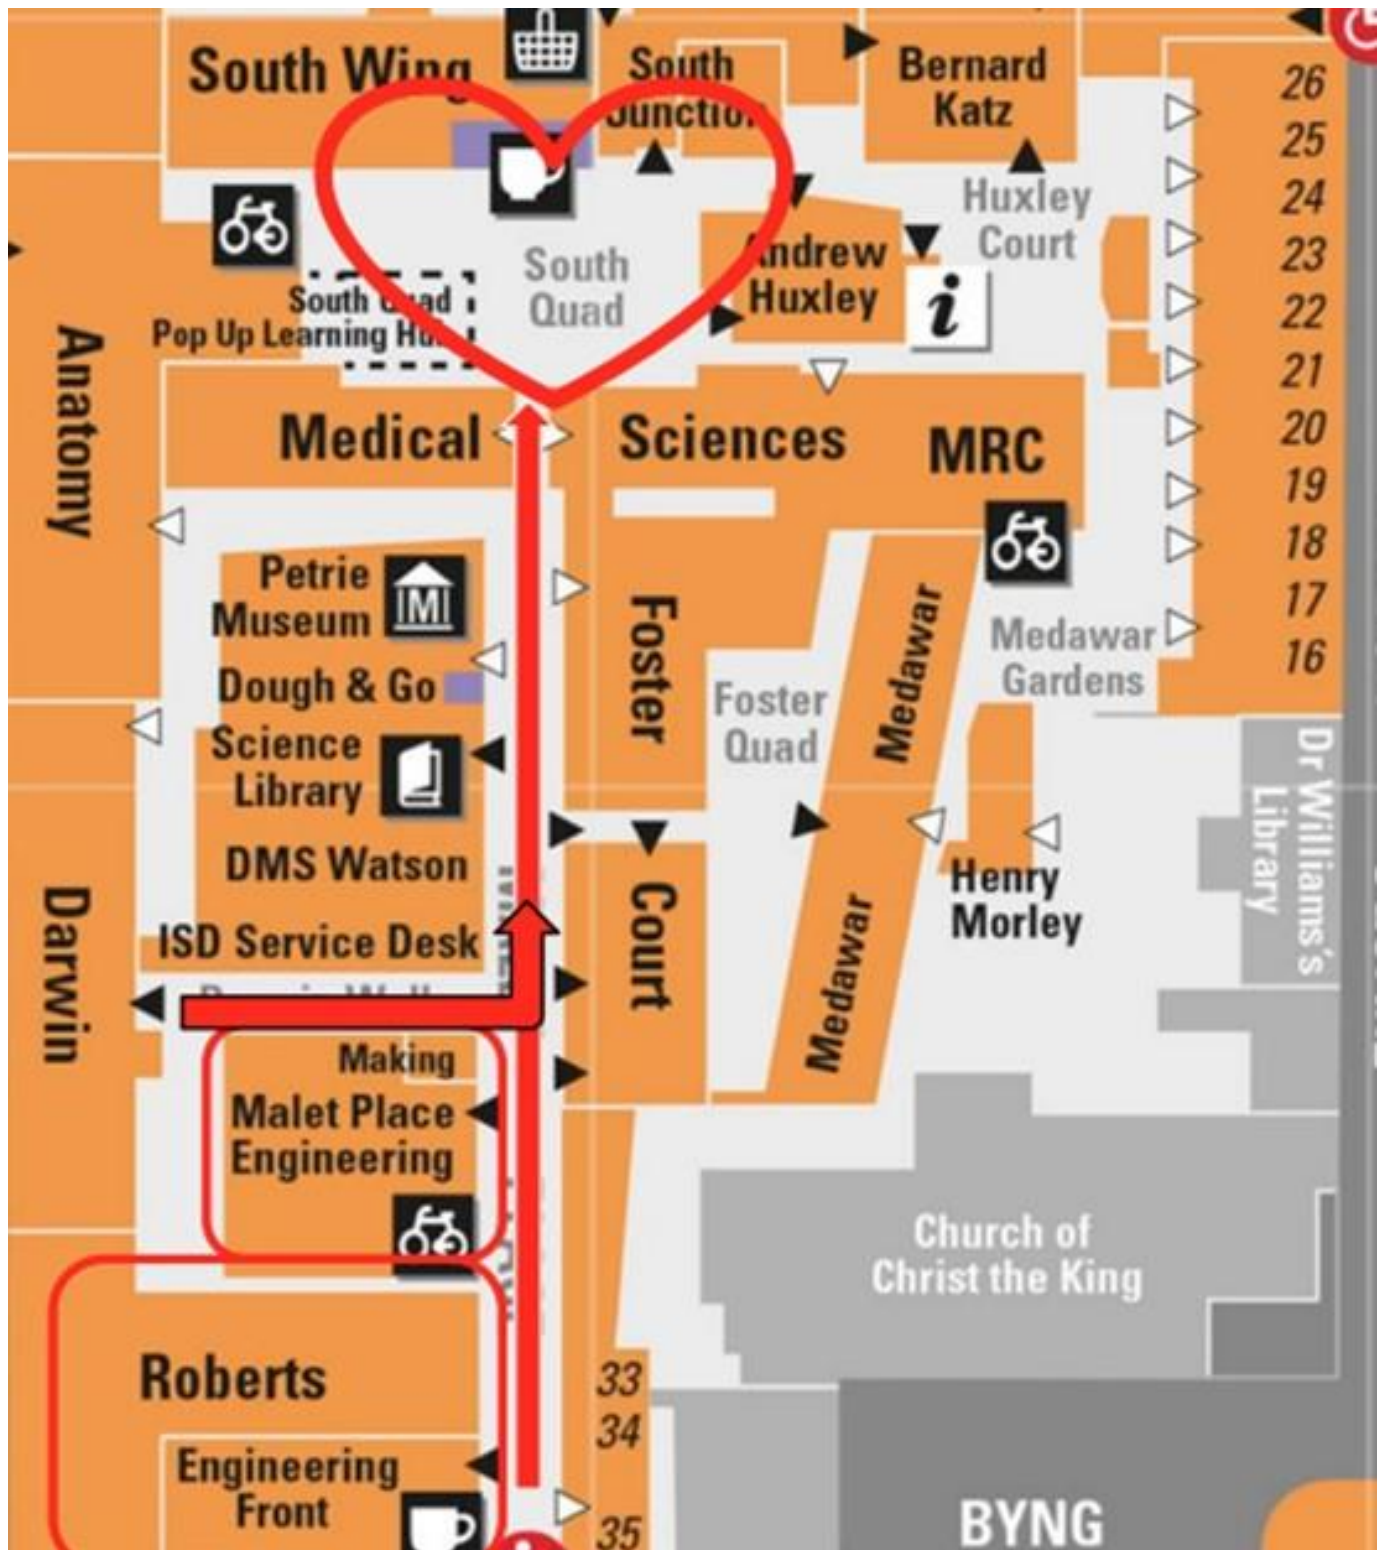 South Wing
South
Junction
Bernard
Katz
26
25
24
23
22
21
20
19
18
17
16
Huxley
Court
South
Quad
Andrew
Huxley
i
South Quad
Pop Up Learning Hub
Anatomy
Medical
Sciences
MRC
Petrie
Museum
M
Dough & Go
Science
Library
DMS Watson
ISD Service Desk
Foster
Court
Foster
Quad
Medawar
Medawar
Medawar
Gardens
Henry
Morley
Dr Williams's
Library
Darwin
Making
Malet Place
Engineering
Church of
Christ the King
Roberts
Engineering
Front
33
34
35
BYNG